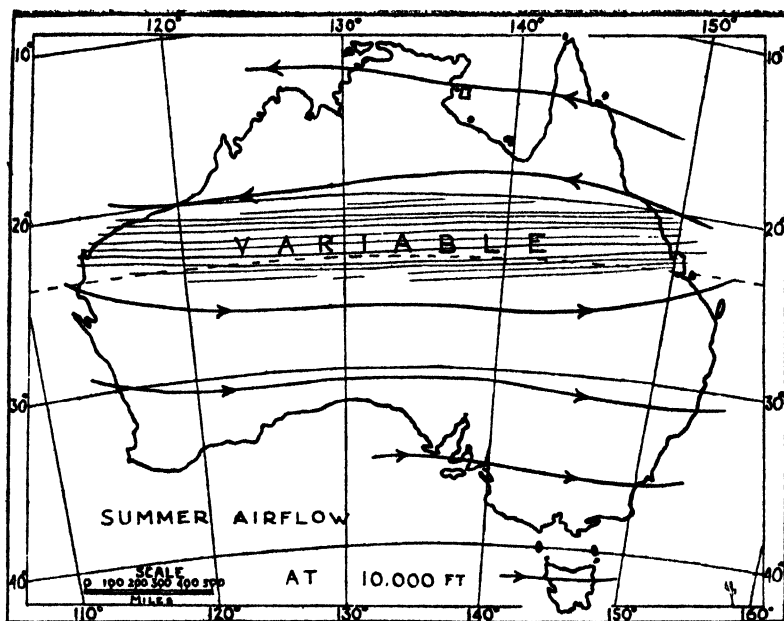 120° 130° 140° 150°
10° 10°
20° 20°
VARIABLE
30° 30°
SUMMER AIRFLOW
AT 10.000 FT
SCALE
0 100 200 300 400 500
MILES
40° 40°
110° 120° 130° 140° 150° 160°